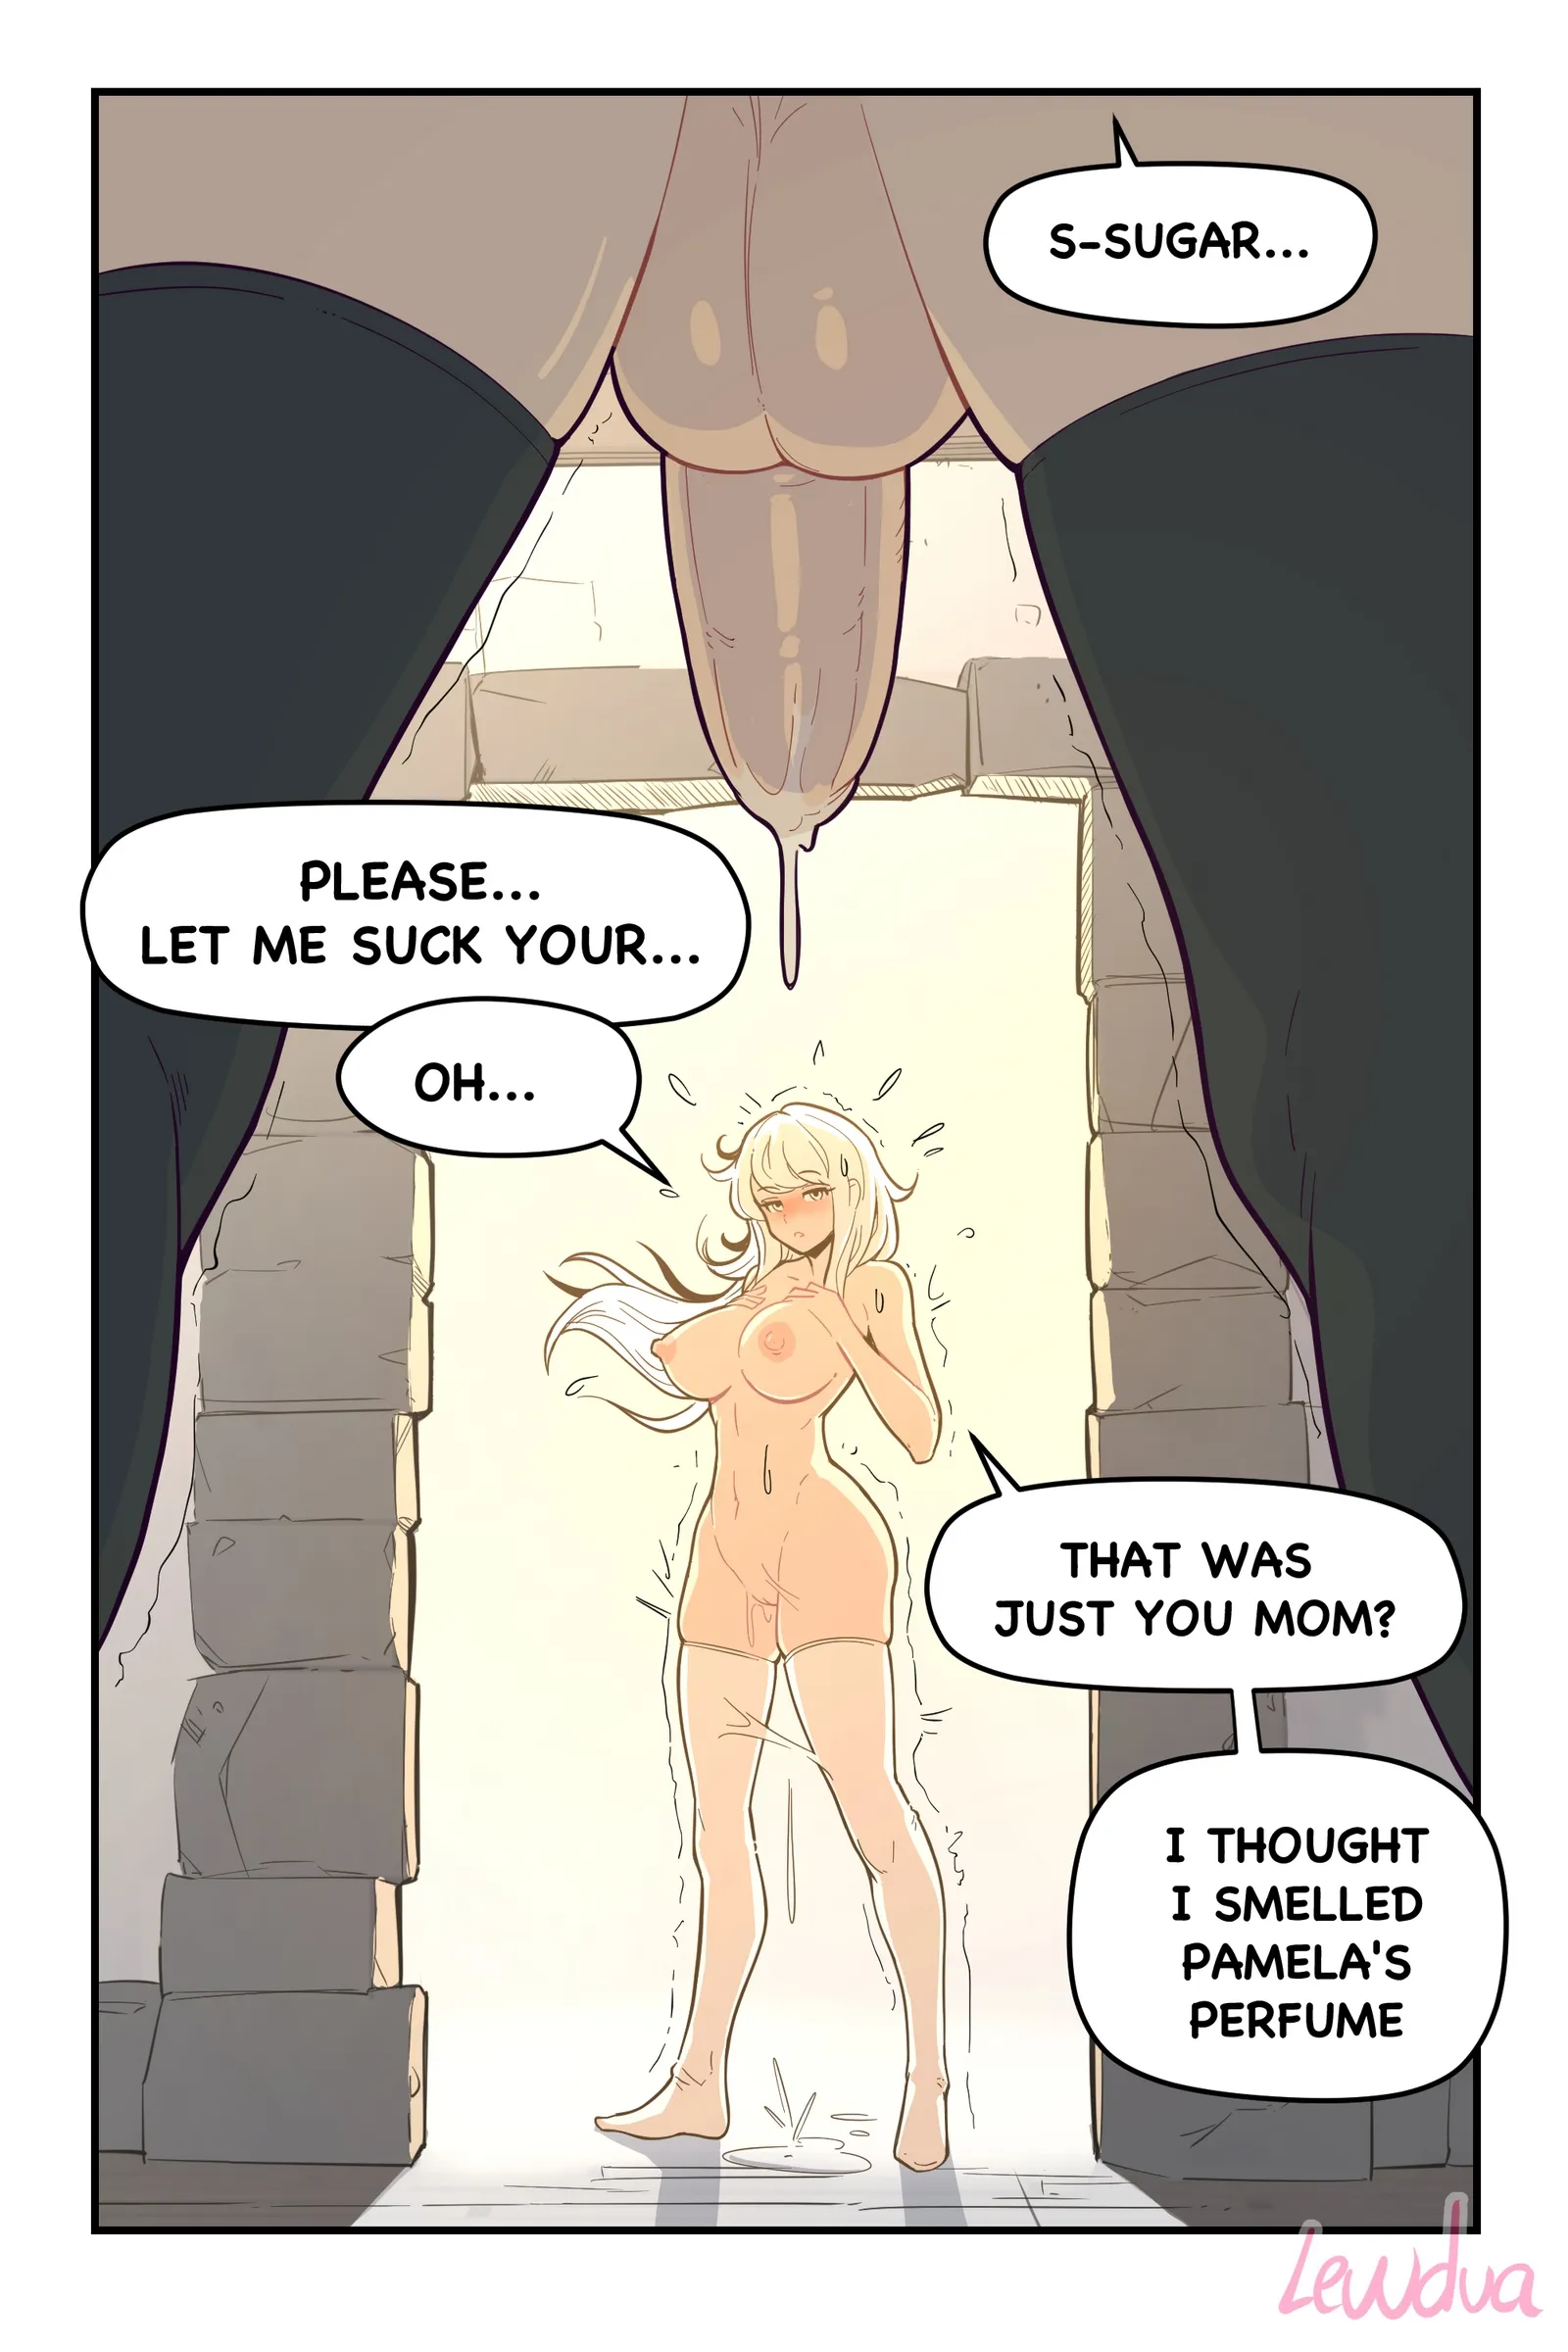 S-SUGAR...
PLEASE...
LET ME SUCK YOUR...
OH...
THAT WAS
JUST YOU MOM?
I THOUGHT
I SMELLED
PAMELA'S
PERFUME
Lewdua